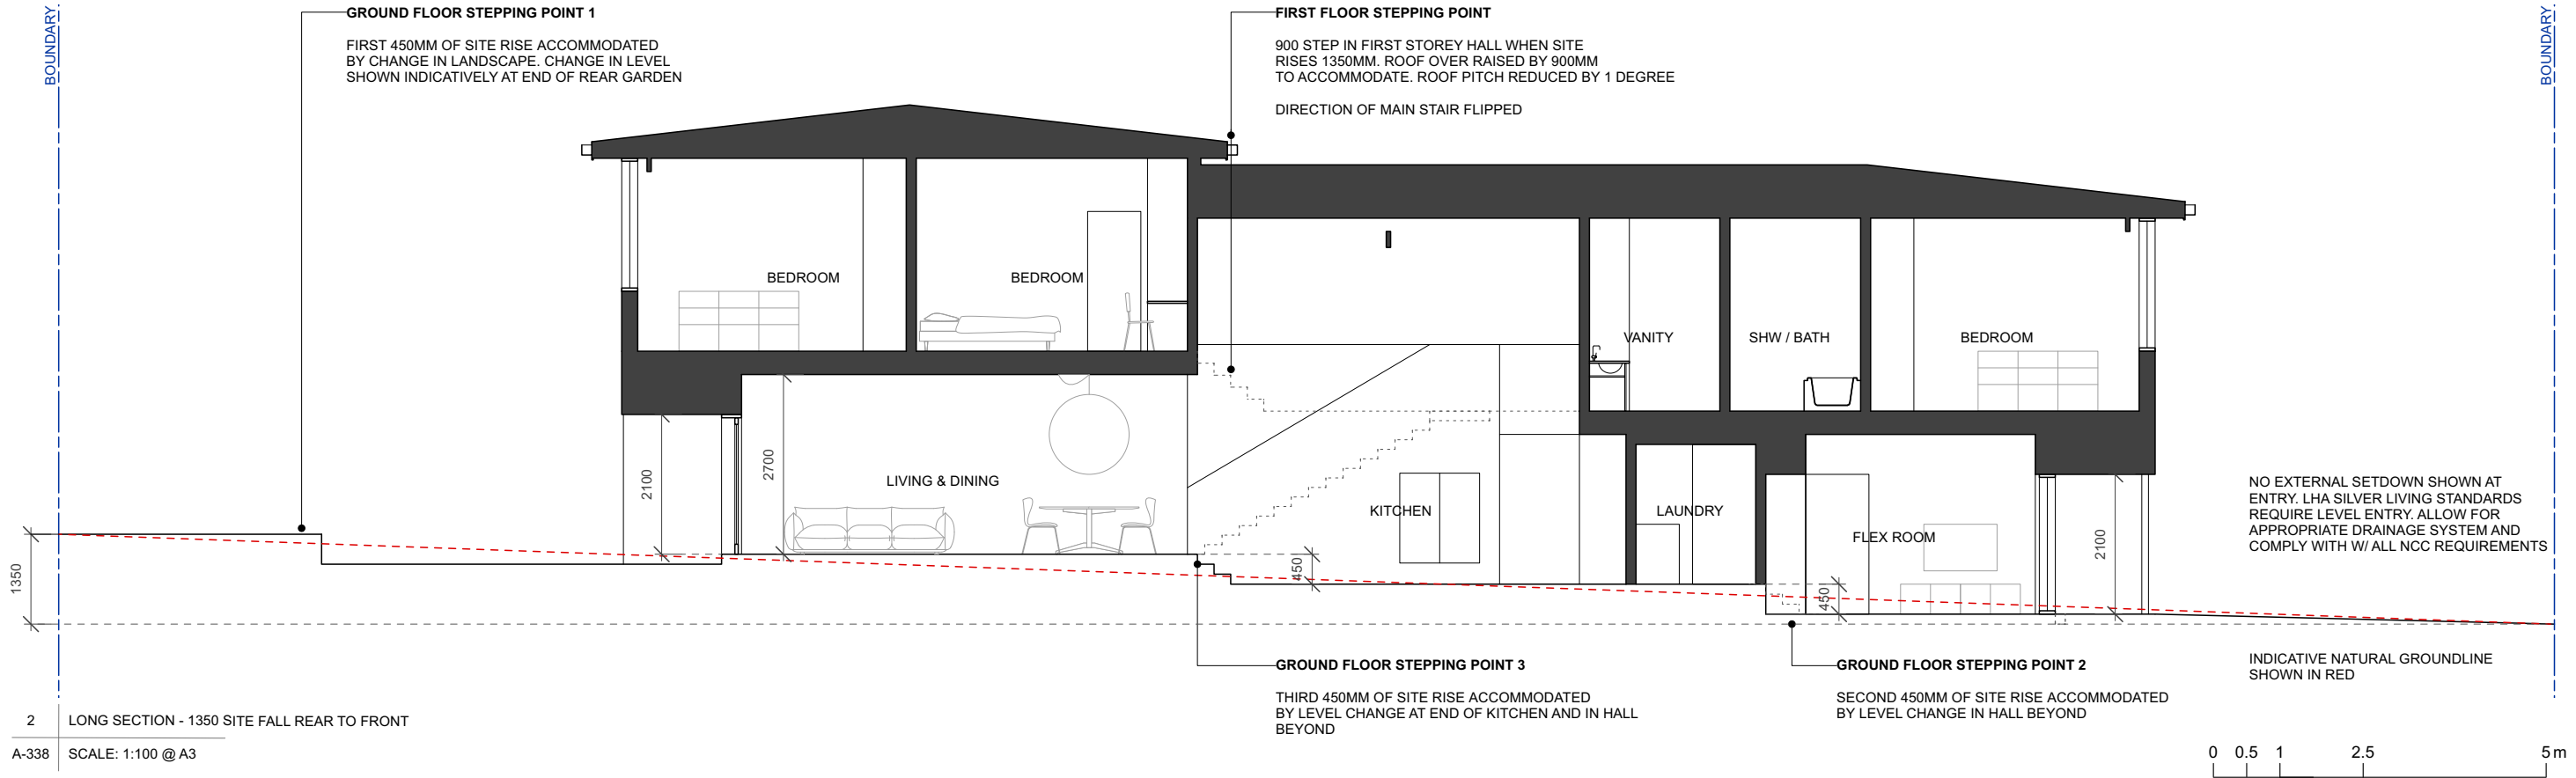 BOUNDARY
GROUND FLOOR STEPPING POINT 1
FIRST 450MM OF SITE RISE ACCOMMODATED
BY CHANGE IN LANDSCAPE. CHANGE IN LEVEL
SHOWN INDICATIVELY AT END OF REAR GARDEN
FIRST FLOOR STEPPING POINT
900 STEP IN FIRST STOREY HALL WHEN SITE
RISES 1350MM. ROOF OVER RAISED BY 900MM
TO ACCOMMODATE. ROOF PITCH REDUCED BY 1 DEGREE
DIRECTION OF MAIN STAIR FLIPPED
BOUNDARY
BEDROOM
BEDROOM
VANITY
SHW / BATH
BEDROOM
2100
2700
LIVING & DINING
KITCHEN
LAUNDRY
FLEX ROOM
2100
NO EXTERNAL SETDOWN SHOWN AT
ENTRY. LHA SILVER LIVING STANDARDS
REQUIRE LEVEL ENTRY. ALLOW FOR
APPROPRIATE DRAINAGE SYSTEM AND
COMPLY WITH W/ ALL NCC REQUIREMENTS
1350
450
450
GROUND FLOOR STEPPING POINT 3
THIRD 450MM OF SITE RISE ACCOMMODATED
BY LEVEL CHANGE AT END OF KITCHEN AND IN HALL
BEYOND
GROUND FLOOR STEPPING POINT 2
SECOND 450MM OF SITE RISE ACCOMMODATED
BY LEVEL CHANGE IN HALL BEYOND
INDICATIVE NATURAL GROUNDLINE
SHOWN IN RED
2 LONG SECTION - 1350 SITE FALL REAR TO FRONT
A-338 SCALE: 1:100 @ A3
0 0.5 1 2.5 5 m